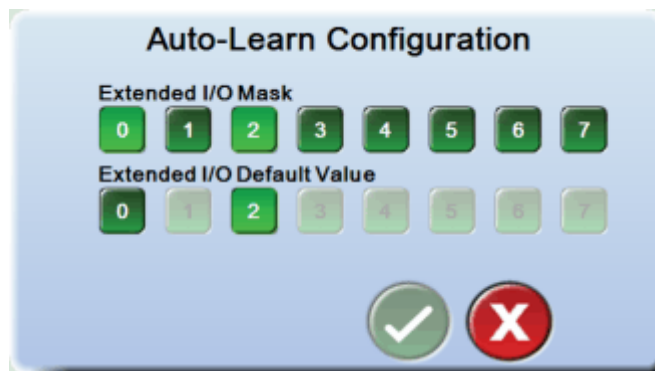 Auto-Learn Configuration
Extended I/O Mask
0 1 2 3 4 5 6 7
Extended I/O Default Value
0 1 2 3 4 5 6 7